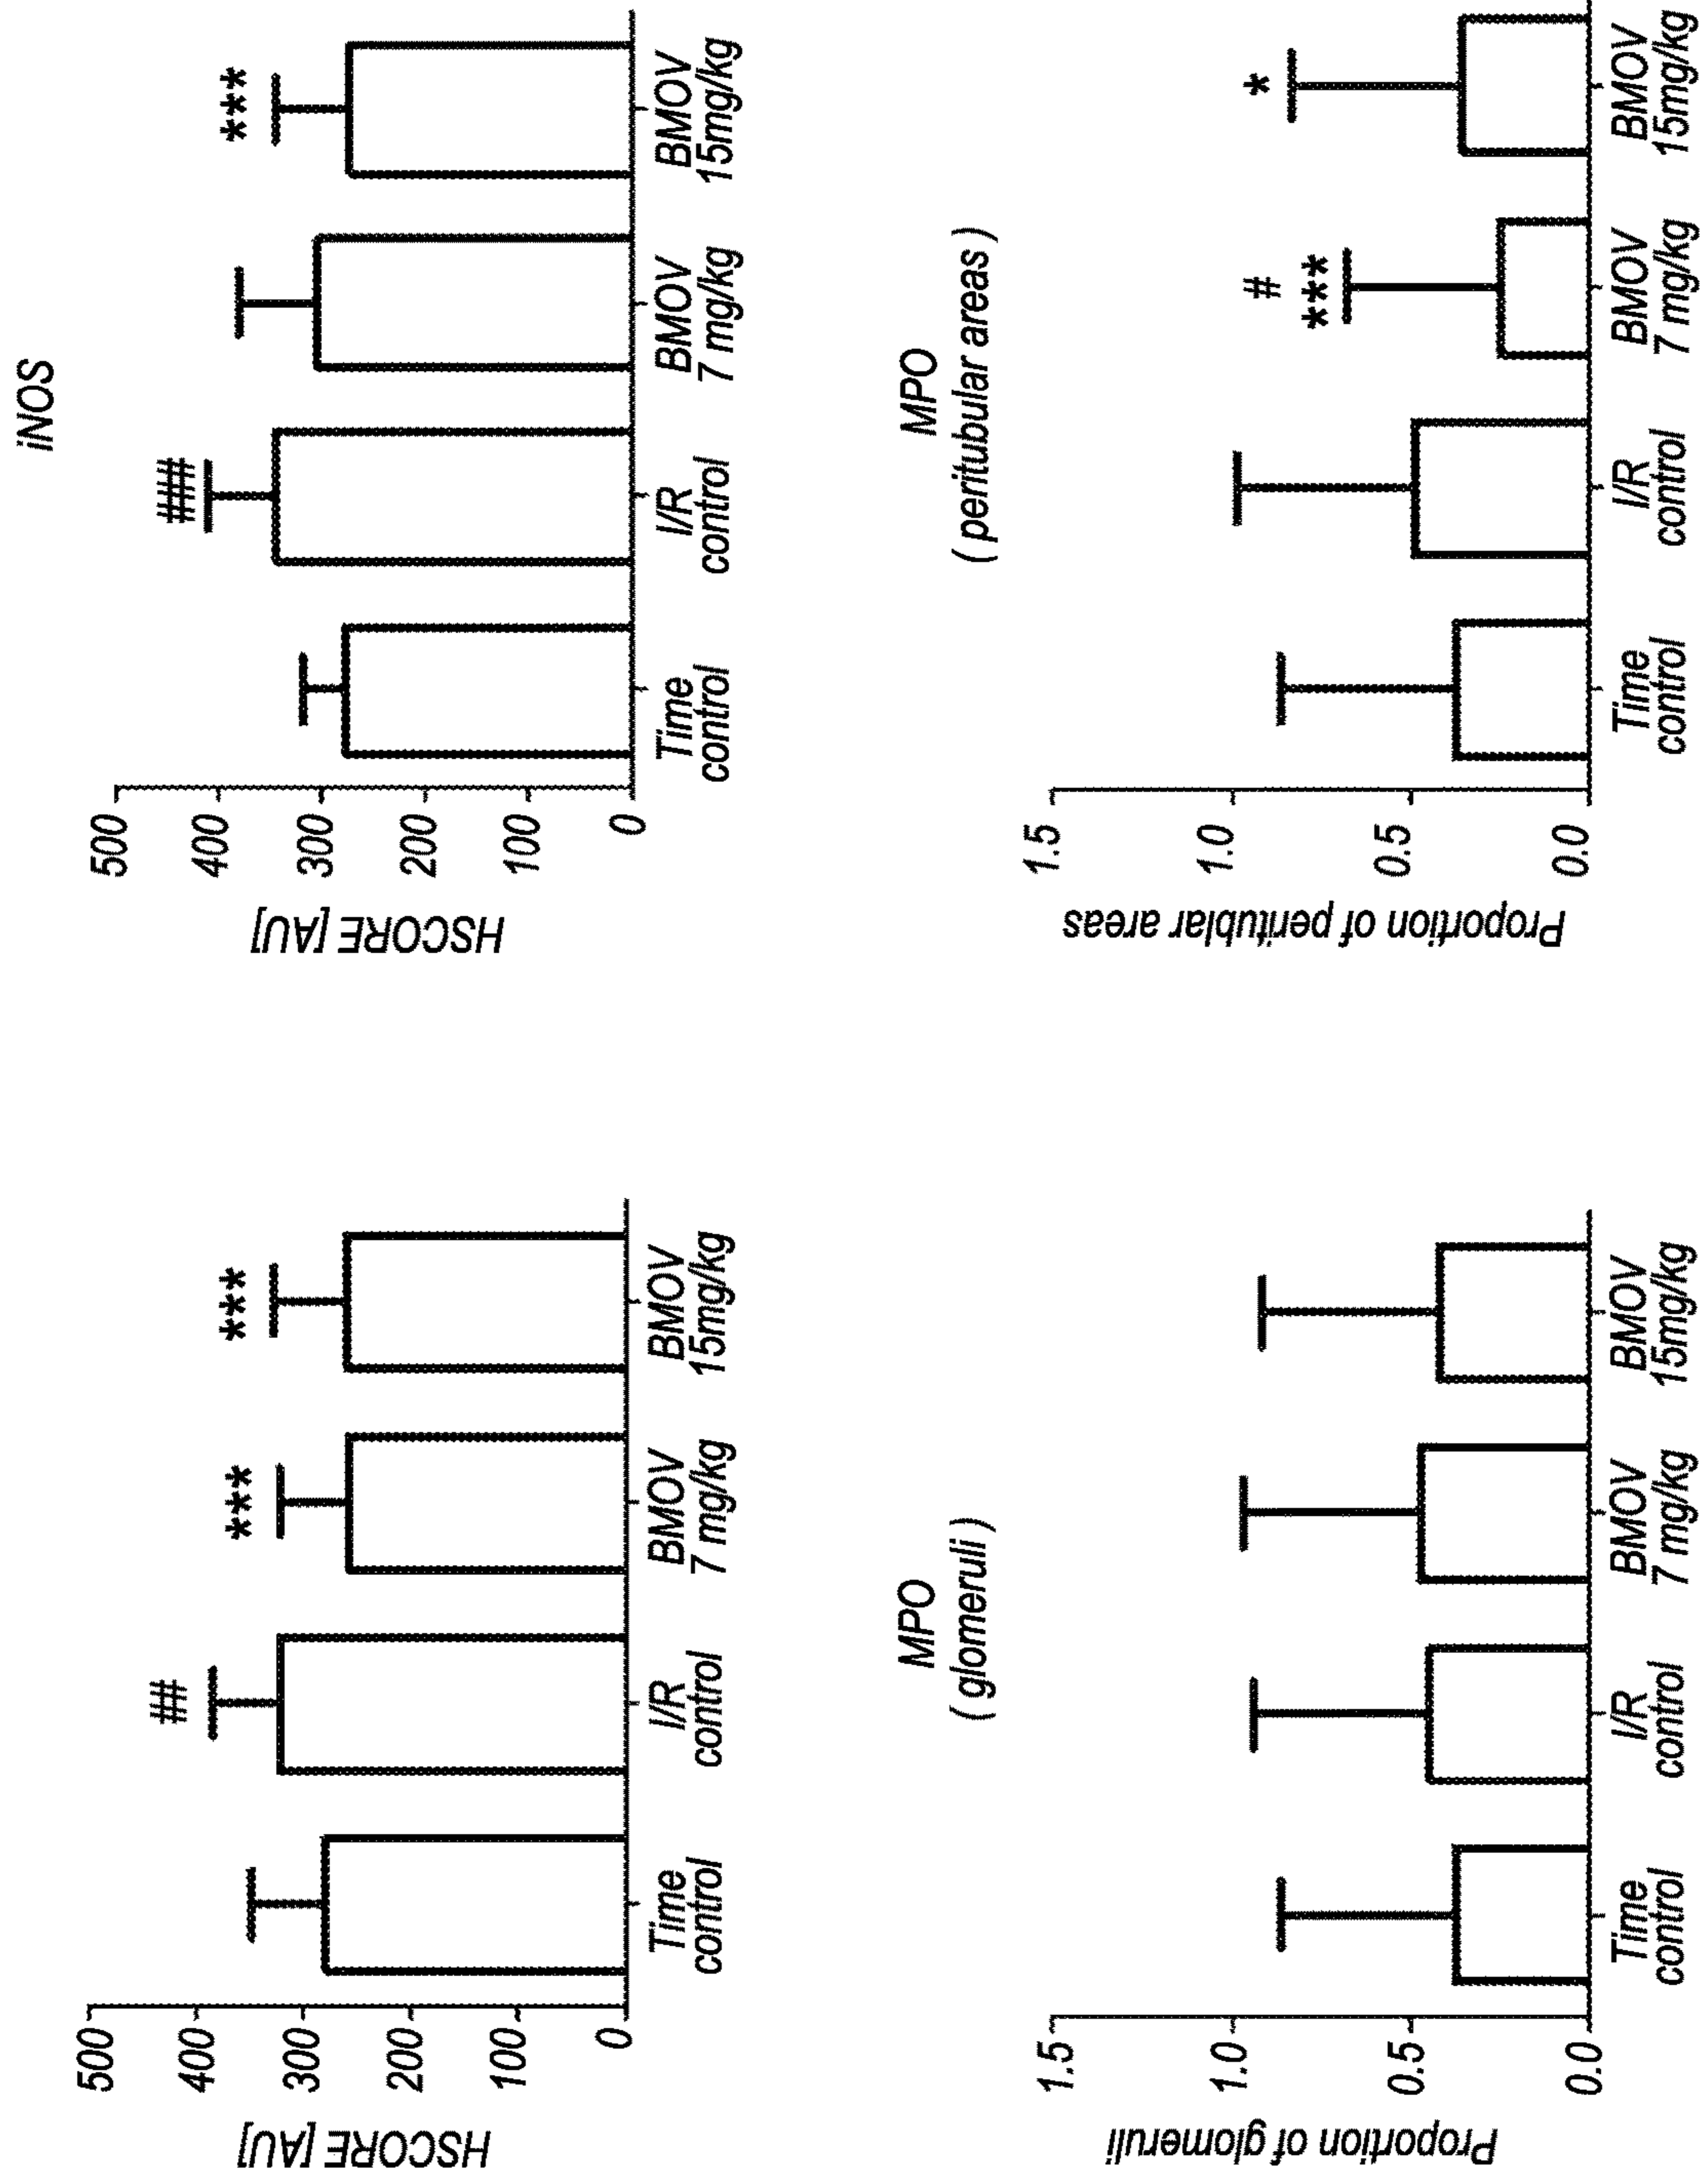 HSCORE [AU]
500
400
300
200
100
0
##
***
***
Time
control
I/R
control
BMOV
7 mg/kg
BMOV
15mg/kg
iNOS
HSCORE [AU]
500
400
300
200
100
0
###
***
Time
control
I/R
control
BMOV
7 mg/kg
BMOV
15mg/kg
MPO
( glomeruli )
Proportion of glomeruli
1.5
1.0
0.5
0.0
Time
control
I/R
control
BMOV
7 mg/kg
BMOV
15mg/kg
MPO
( peritubular areas )
Proportion of peritublar areas
1.5
1.0
0.5
0.0
#
***
*
Time
control
I/R
control
BMOV
7 mg/kg
BMOV
15mg/kg